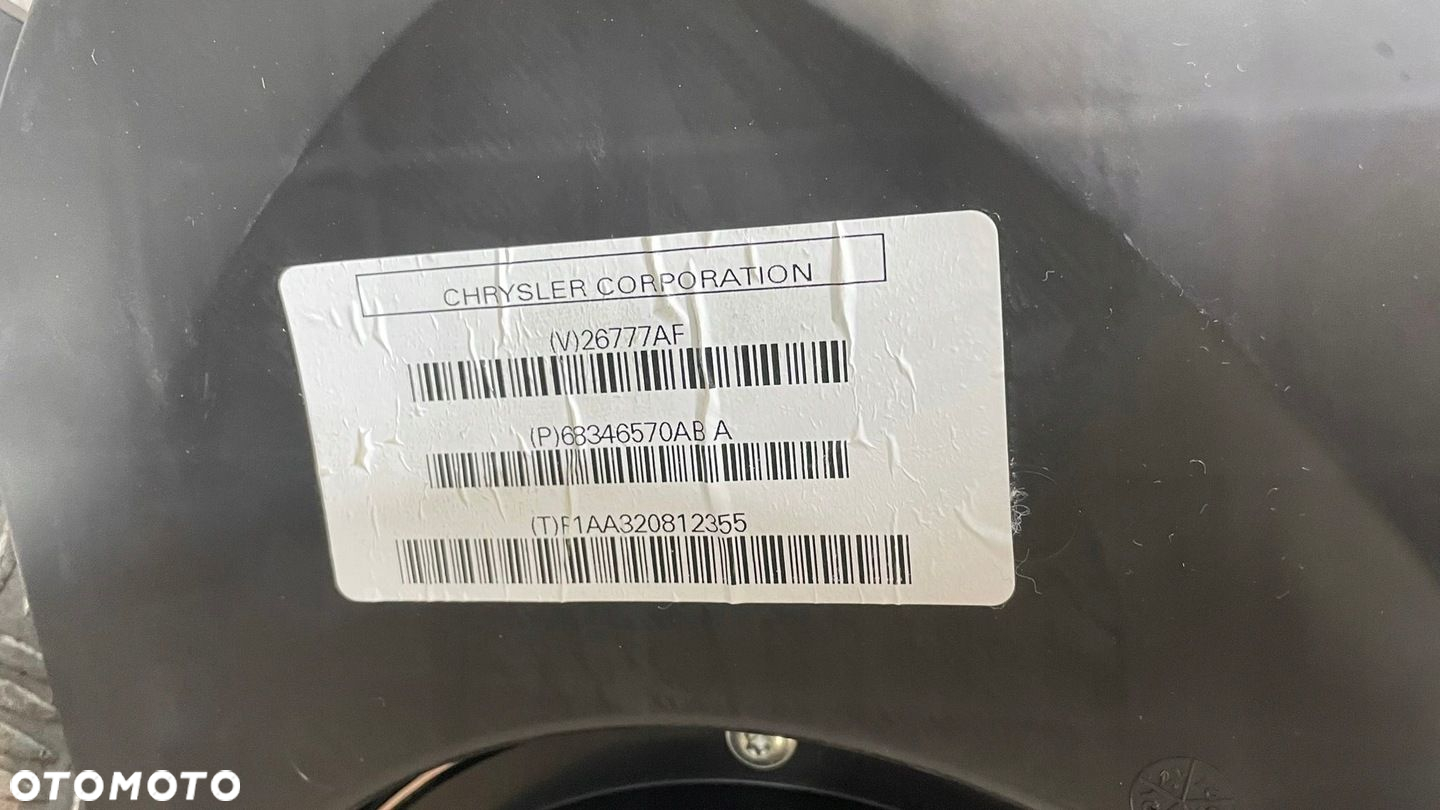 CHRYSLER CORPORATION
(V)26777AF
(P)68346570AB A
(T)F1AA320812355
OTOMOTO